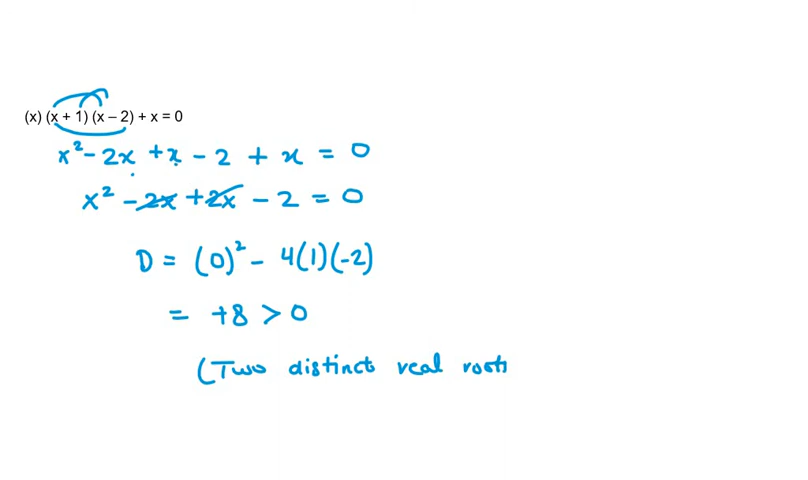 (x) (x + 1) (x – 2) + x = 0
x² - 2x + x - 2 + x = 0
x² - 2x + 2x - 2 = 0
D = (0)² - 4(1)(-2)
= +8 > 0
(Two distinct real roots